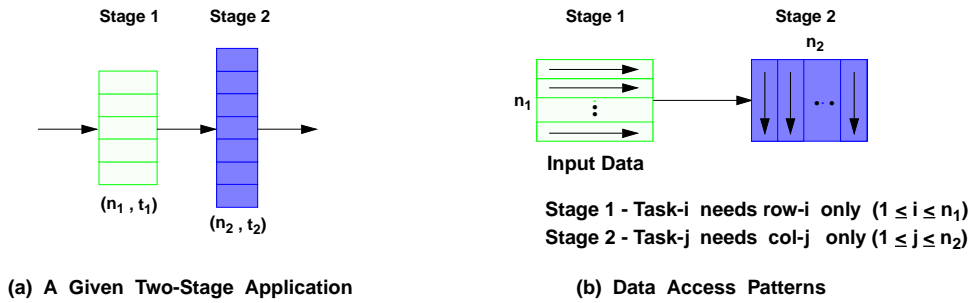 Stage 1 Stage 2
(n1 , t1)
(n2 , t2)
(a) A Given Two-Stage Application
Stage 1 Stage 2
n2
n1
Input Data
Stage 1 - Task-i needs row-i only (1 ≤ i ≤ n1)
Stage 2 - Task-j needs col-j only (1 ≤ j ≤ n2)
(b) Data Access Patterns